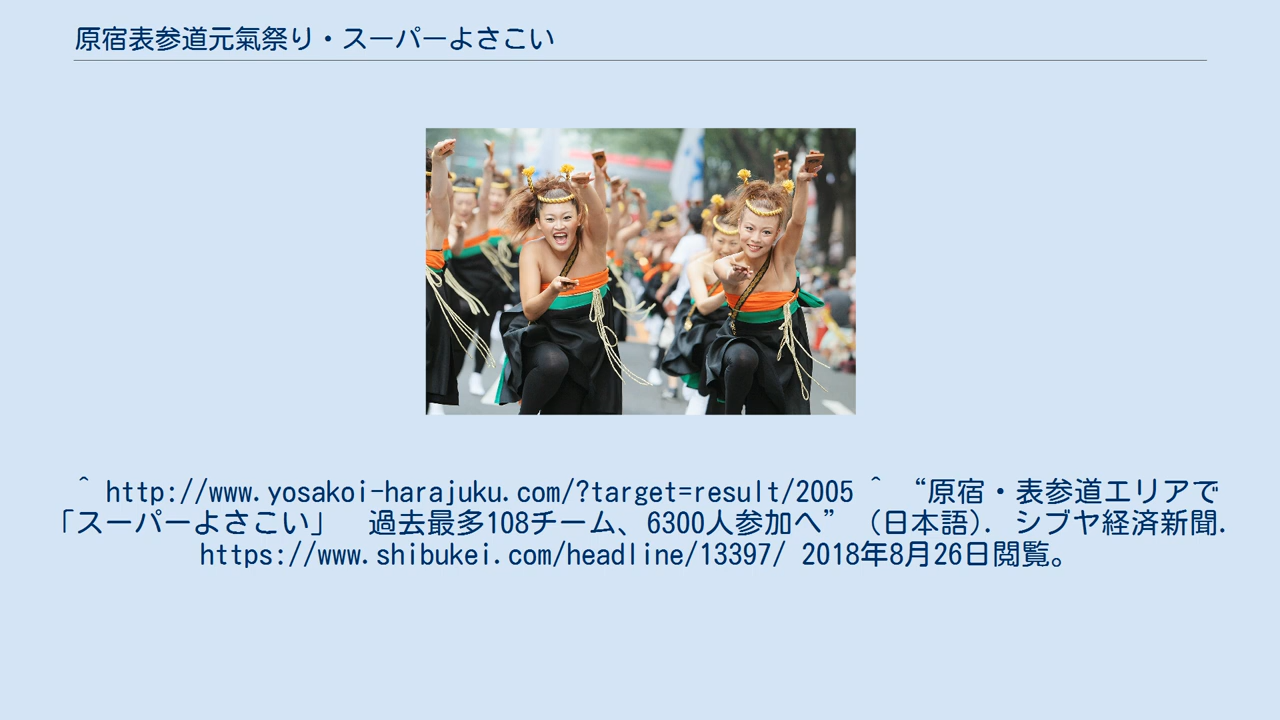 原宿表参道元氣祭り・スーパーよさこい
^ http://www.yosakoi-harajuku.com/?target=result/2005 ^ “原宿・表参道エリアで
「スーパーよさこい」　過去最多108チーム、6300人参加へ” (日本語). シブヤ経済新聞.
https://www.shibukei.com/headline/13397/ 2018年8月26日閲覧。